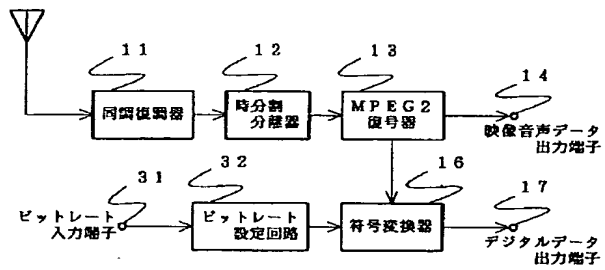 11
12
13
14
同調復調器
時分割
分離器
MPEG2
復号器
映像音声データ
出力端子
31
32
16
17
ビットレート
入力端子
ビットレート
設定回路
符号変換器
デジタルデータ
出力端子